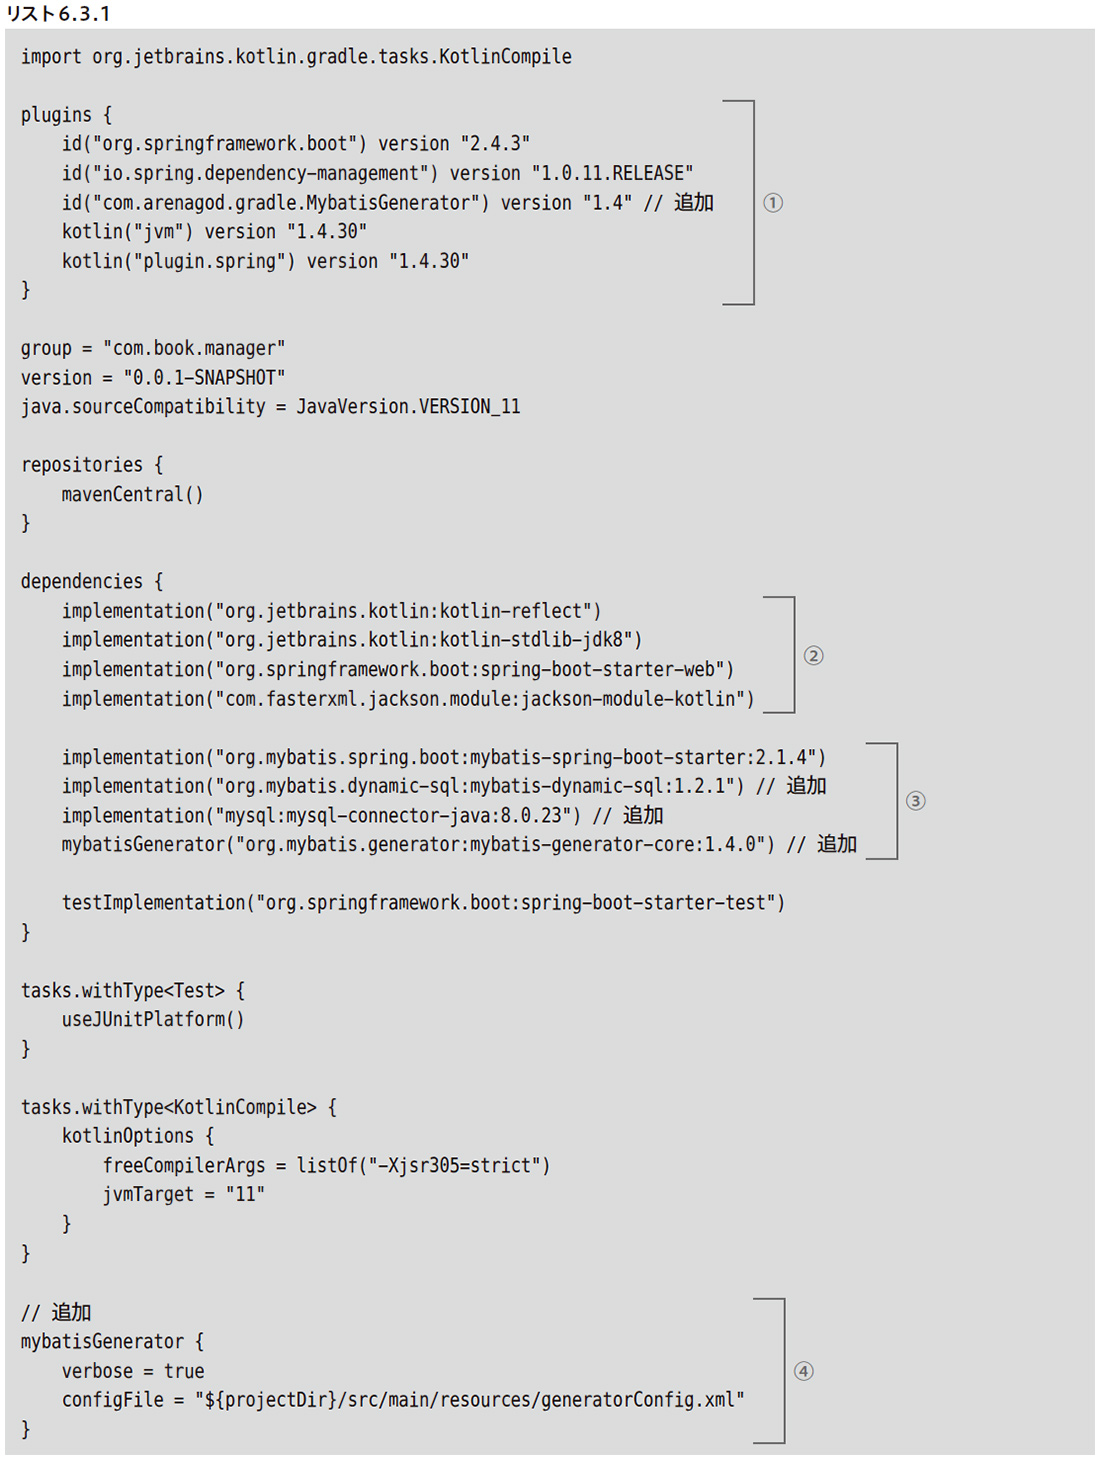 リスト6.3.1
import org.jetbrains.kotlin.gradle.tasks.KotlinCompile
plugins {
    id("org.springframework.boot") version "2.4.3"
    id("io.spring.dependency-management") version "1.0.11.RELEASE"
    id("com.arenagod.gradle.MybatisGenerator") version "1.4" // 追加
    kotlin("jvm") version "1.4.30"
    kotlin("plugin.spring") version "1.4.30"
}
①
group = "com.book.manager"
version = "0.0.1-SNAPSHOT"
java.sourceCompatibility = JavaVersion.VERSION_11
repositories {
    mavenCentral()
}
dependencies {
    implementation("org.jetbrains.kotlin:kotlin-reflect")
    implementation("org.jetbrains.kotlin:kotlin-stdlib-jdk8")
    implementation("org.springframework.boot:spring-boot-starter-web")
    implementation("com.fasterxml.jackson.module:jackson-module-kotlin")
②
    implementation("org.mybatis.spring.boot:mybatis-spring-boot-starter:2.1.4")
    implementation("org.mybatis.dynamic-sql:mybatis-dynamic-sql:1.2.1") // 追加
    implementation("mysql:mysql-connector-java:8.0.23") // 追加
    mybatisGenerator("org.mybatis.generator:mybatis-generator-core:1.4.0") // 追加
③
    testImplementation("org.springframework.boot:spring-boot-starter-test")
}
tasks.withType<Test> {
    useJUnitPlatform()
}
tasks.withType<KotlinCompile> {
    kotlinOptions {
        freeCompilerArgs = listOf("-Xjsr305=strict")
        jvmTarget = "11"
    }
}
// 追加
mybatisGenerator {
    verbose = true
    configFile = "${projectDir}/src/main/resources/generatorConfig.xml"
}
④